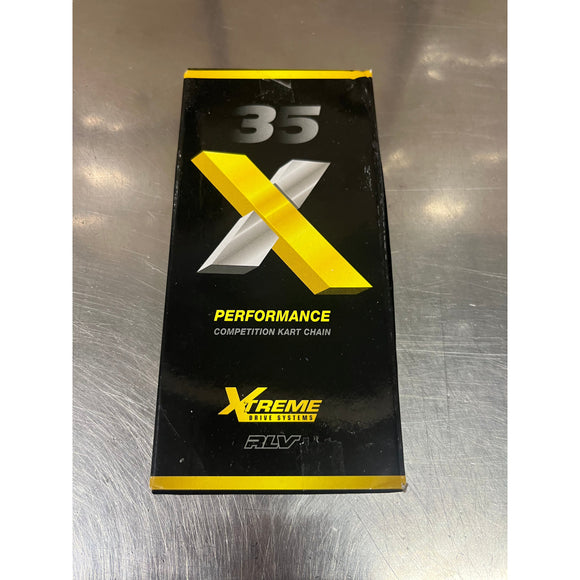 35
X
PERFORMANCE
COMPETITION KART CHAIN
XTREME
DRIVE SYSTEMS
RLV